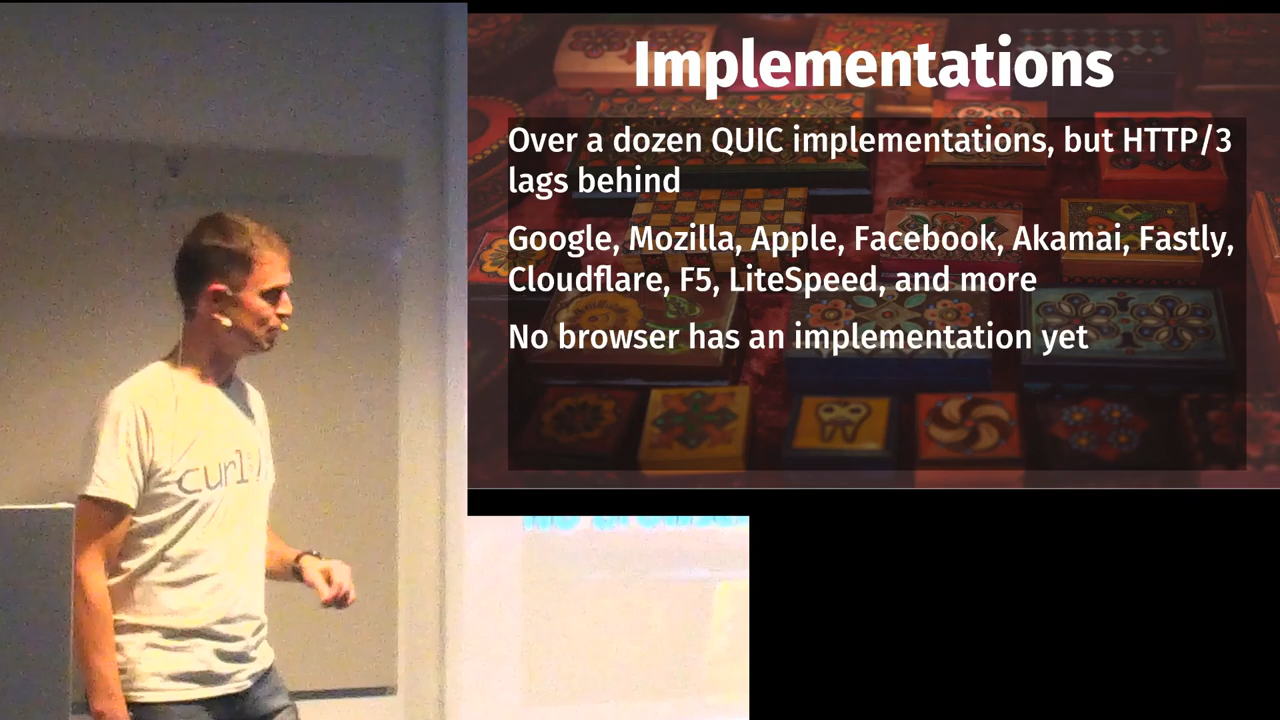 Implementations
Over a dozen QUIC implementations, but HTTP/3
lags behind
Google, Mozilla, Apple, Facebook, Akamai, Fastly,
Cloudflare, F5, LiteSpeed, and more
No browser has an implementation yet
curl